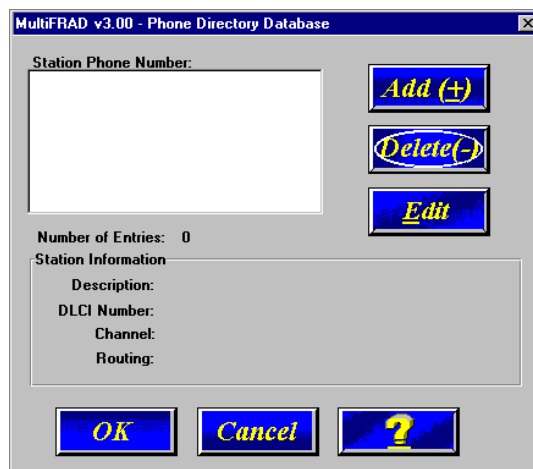 MultiFRAD v3.00 - Phone Directory Database
Station Phone Number:
Add (+)
Delete(-)
Edit
Number of Entries: 0
Station Information
Description:
DLCI Number:
Channel:
Routing:
OK Cancel ?